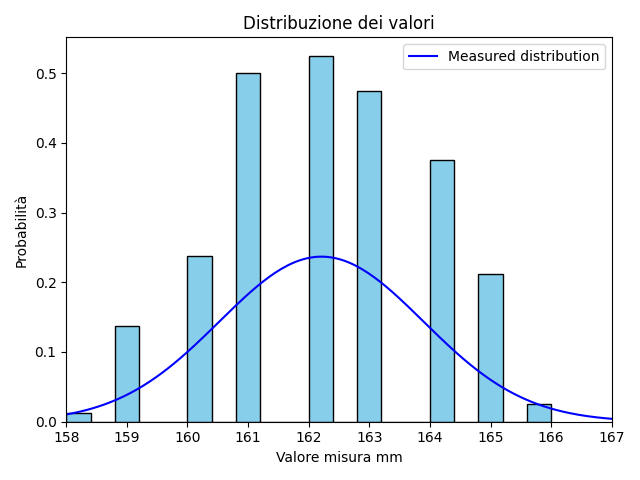 Distribuzione dei valori
Measured distribution
0.5
0.4
0.3
0.2
0.1
0.0
Probabilità
158 159 160 161 162 163 164 165 166 167
Valore misura mm